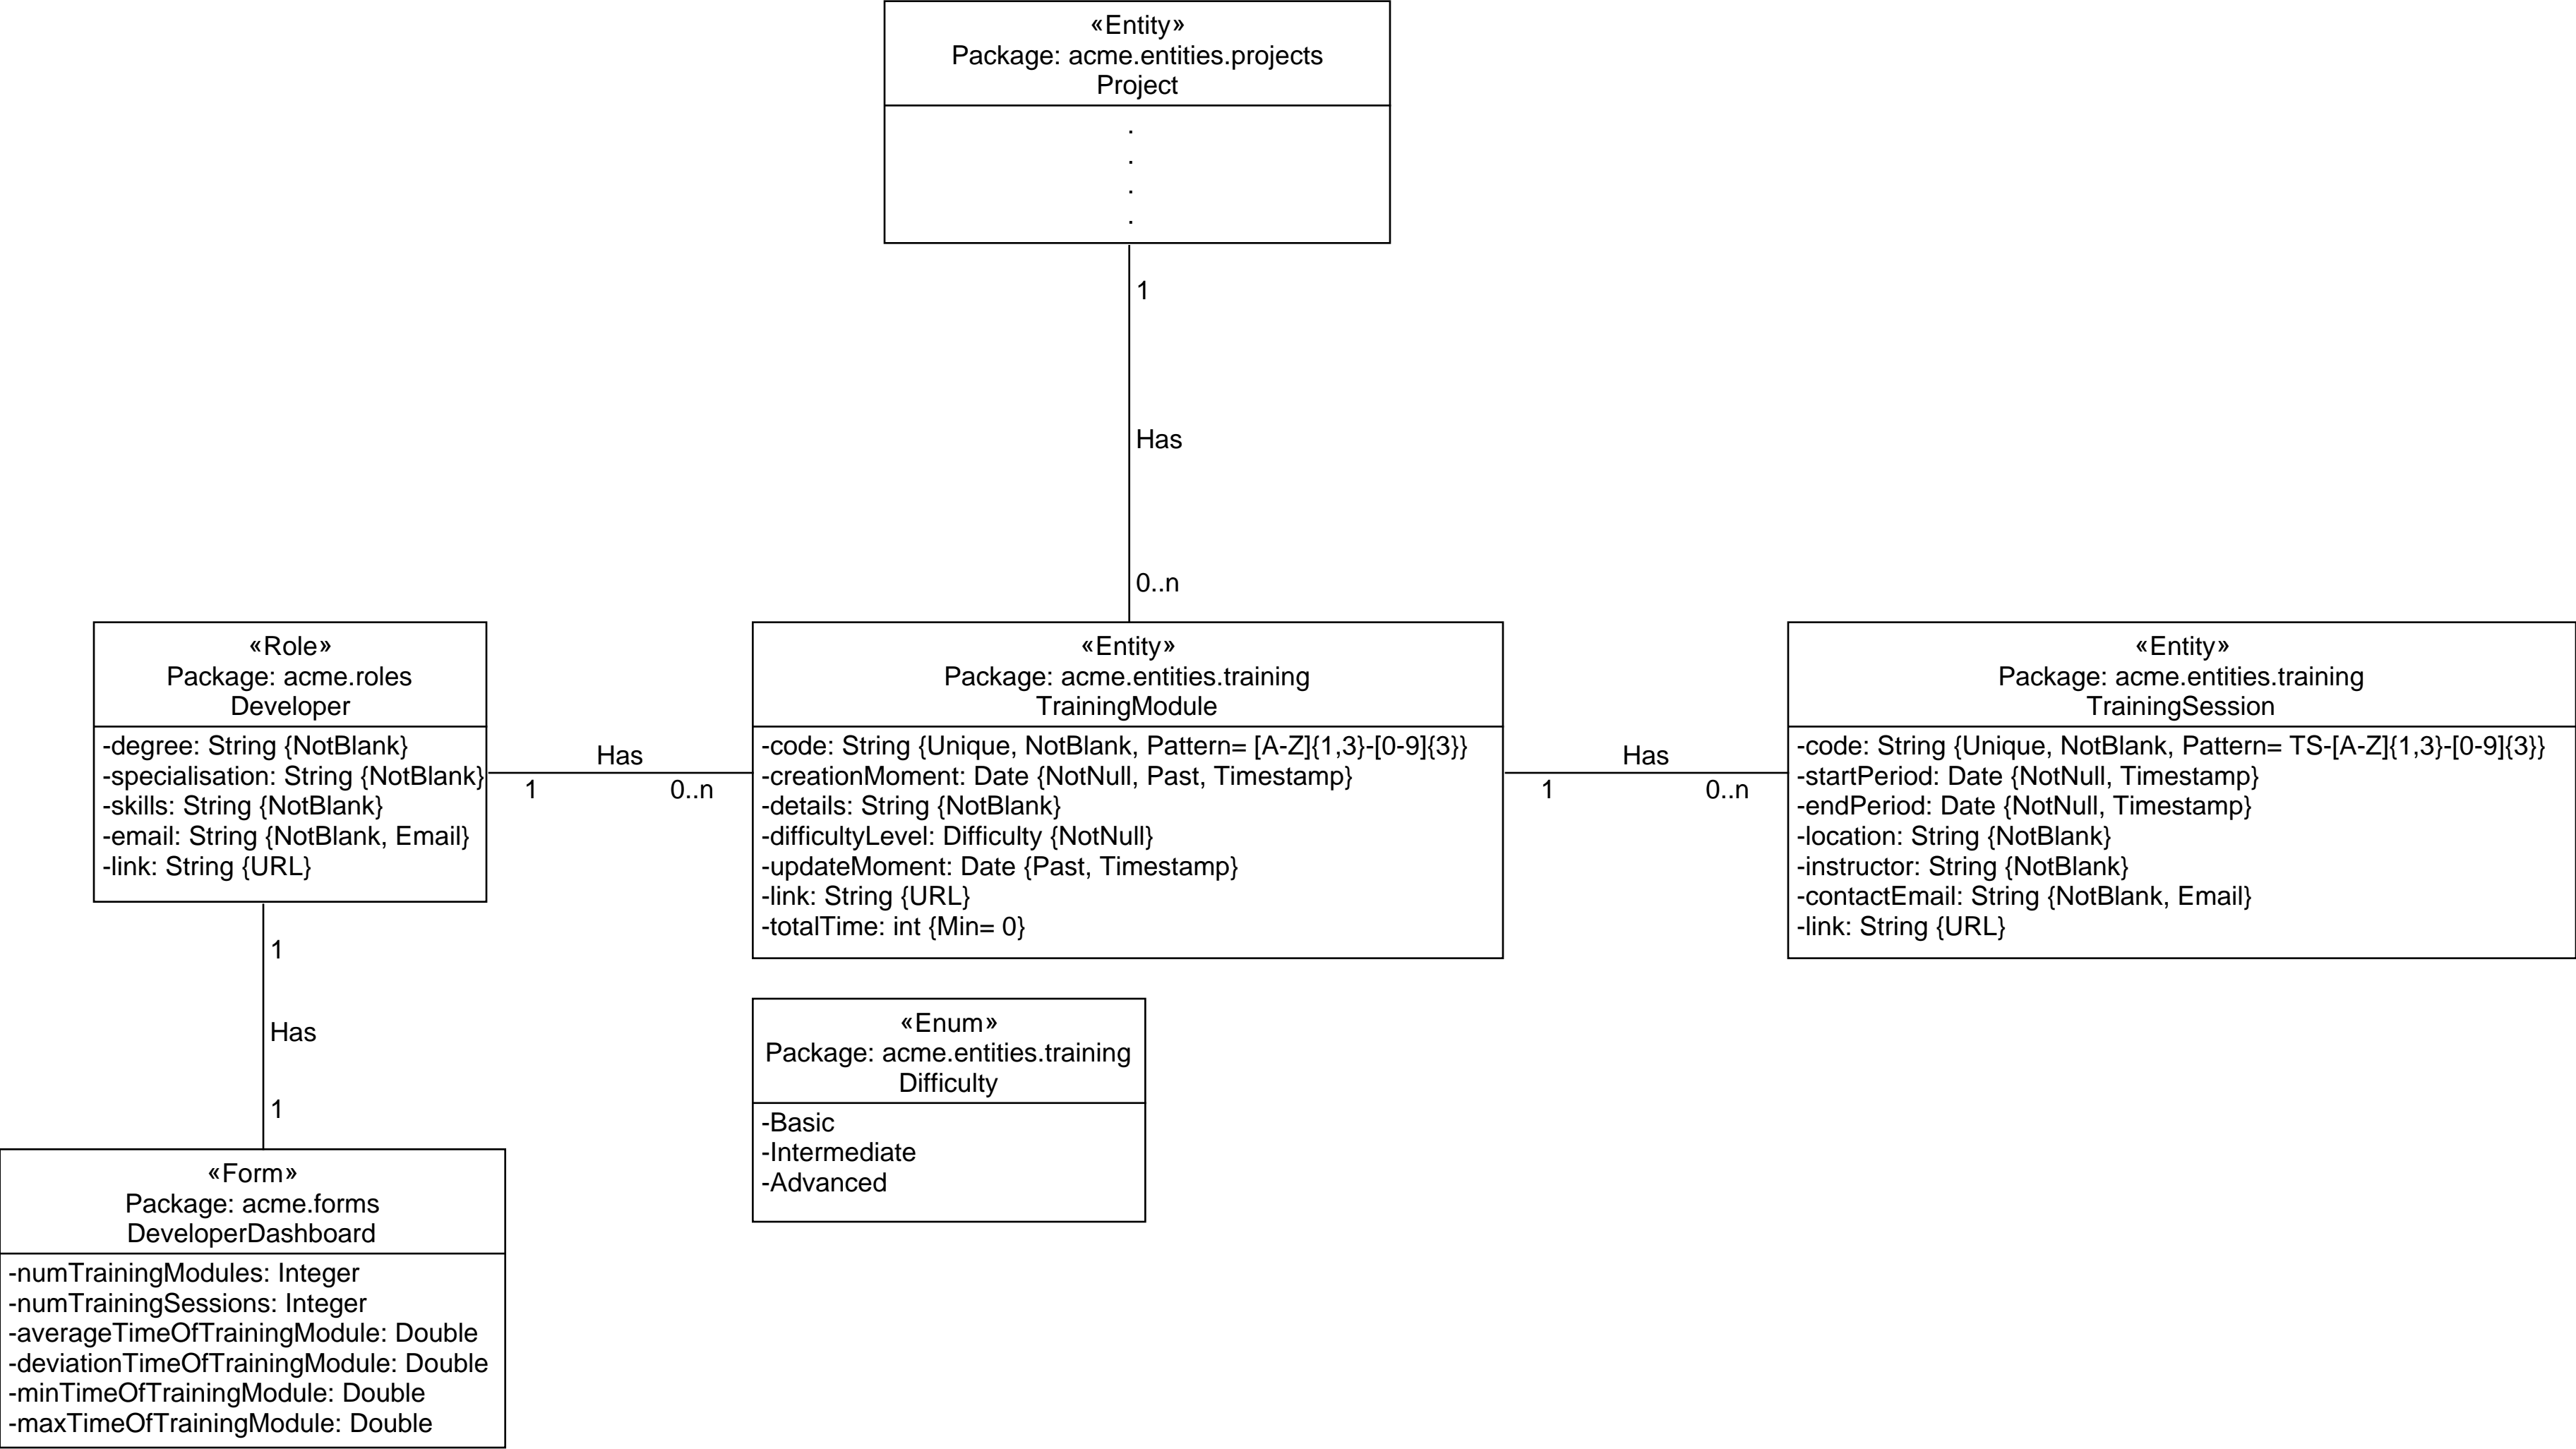 «Entity»
Package: acme.entities.projects
Project
.
.
.
.
1
Has
0..n
«Role»
Package: acme.roles
Developer
-degree: String {NotBlank}
-specialisation: String {NotBlank}
-skills: String {NotBlank}
-email: String {NotBlank, Email}
-link: String {URL}
Has
1
0..n
«Entity»
Package: acme.entities.training
TrainingModule
-code: String {Unique, NotBlank, Pattern= [A-Z]{1,3}-[0-9]{3}}
-creationMoment: Date {NotNull, Past, Timestamp}
-details: String {NotBlank}
-difficultyLevel: Difficulty {NotNull}
-updateMoment: Date {Past, Timestamp}
-link: String {URL}
-totalTime: int {Min= 0}
Has
1
0..n
«Entity»
Package: acme.entities.training
TrainingSession
-code: String {Unique, NotBlank, Pattern= TS-[A-Z]{1,3}-[0-9]{3}}
-startPeriod: Date {NotNull, Timestamp}
-endPeriod: Date {NotNull, Timestamp}
-location: String {NotBlank}
-instructor: String {NotBlank}
-contactEmail: String {NotBlank, Email}
-link: String {URL}
1
Has
1
«Enum»
Package: acme.entities.training
Difficulty
-Basic
-Intermediate
-Advanced
«Form»
Package: acme.forms
DeveloperDashboard
-numTrainingModules: Integer
-numTrainingSessions: Integer
-averageTimeOfTrainingModule: Double
-deviationTimeOfTrainingModule: Double
-minTimeOfTrainingModule: Double
-maxTimeOfTrainingModule: Double